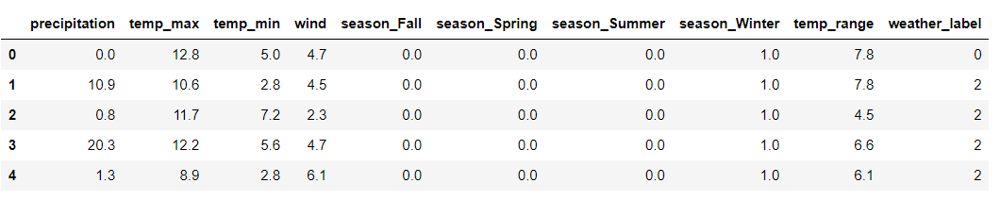 precipitation temp_max temp_min wind season_Fall season_Spring season_Summer season_Winter temp_range weather_label
0 0.0 12.8 5.0 4.7 0.0 0.0 0.0 1.0 7.8 0
1 10.9 10.6 2.8 4.5 0.0 0.0 0.0 1.0 7.8 2
2 0.8 11.7 7.2 2.3 0.0 0.0 0.0 1.0 4.5 2
3 20.3 12.2 5.6 4.7 0.0 0.0 0.0 1.0 6.6 2
4 1.3 8.9 2.8 6.1 0.0 0.0 0.0 1.0 6.1 2